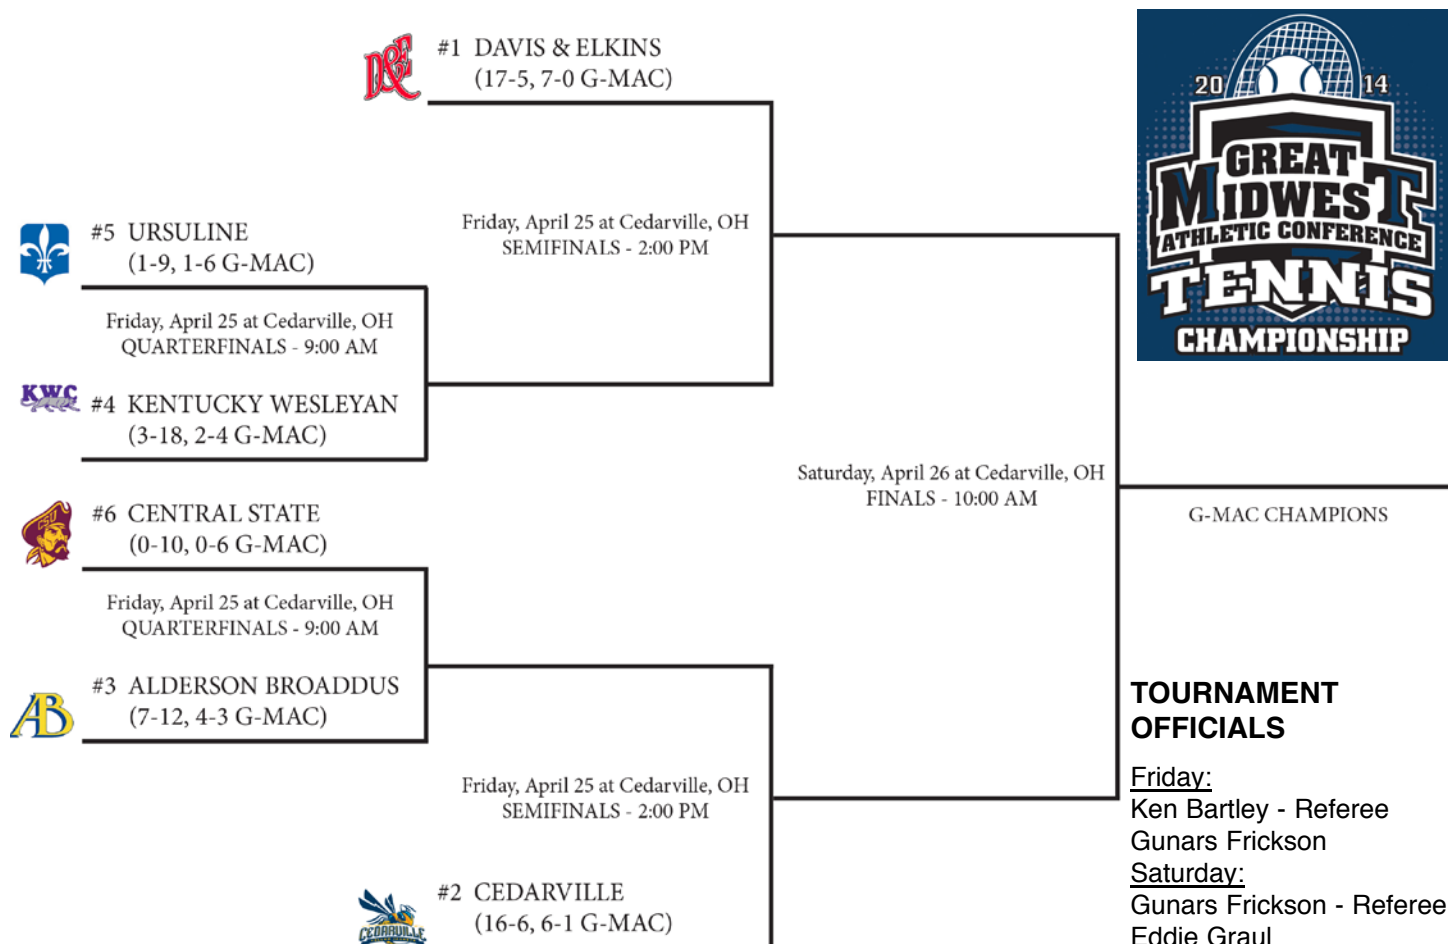 #1 DAVIS & ELKINS
(17-5, 7-0 G-MAC)
D&E
20 14
GREAT
MIDWEST
ATHLETIC CONFERENCE
TENNIS
CHAMPIONSHIP
#5 URSULINE
(1-9, 1-6 G-MAC)
Friday, April 25 at Cedarville, OH
QUARTERFINALS - 9:00 AM
KWC
#4 KENTUCKY WESLEYAN
(3-18, 2-4 G-MAC)
Friday, April 25 at Cedarville, OH
SEMIFINALS - 2:00 PM
CSU
#6 CENTRAL STATE
(0-10, 0-6 G-MAC)
Friday, April 25 at Cedarville, OH
QUARTERFINALS - 9:00 AM
AB
#3 ALDERSON BROADDUS
(7-12, 4-3 G-MAC)
Friday, April 25 at Cedarville, OH
SEMIFINALS - 2:00 PM
CEDARVILLE
#2 CEDARVILLE
(16-6, 6-1 G-MAC)
Saturday, April 26 at Cedarville, OH
FINALS - 10:00 AM
G-MAC CHAMPIONS
TOURNAMENT
OFFICIALS
Friday:
Ken Bartley - Referee
Gunars Frickson
Saturday:
Gunars Frickson - Referee
Eddie Graul